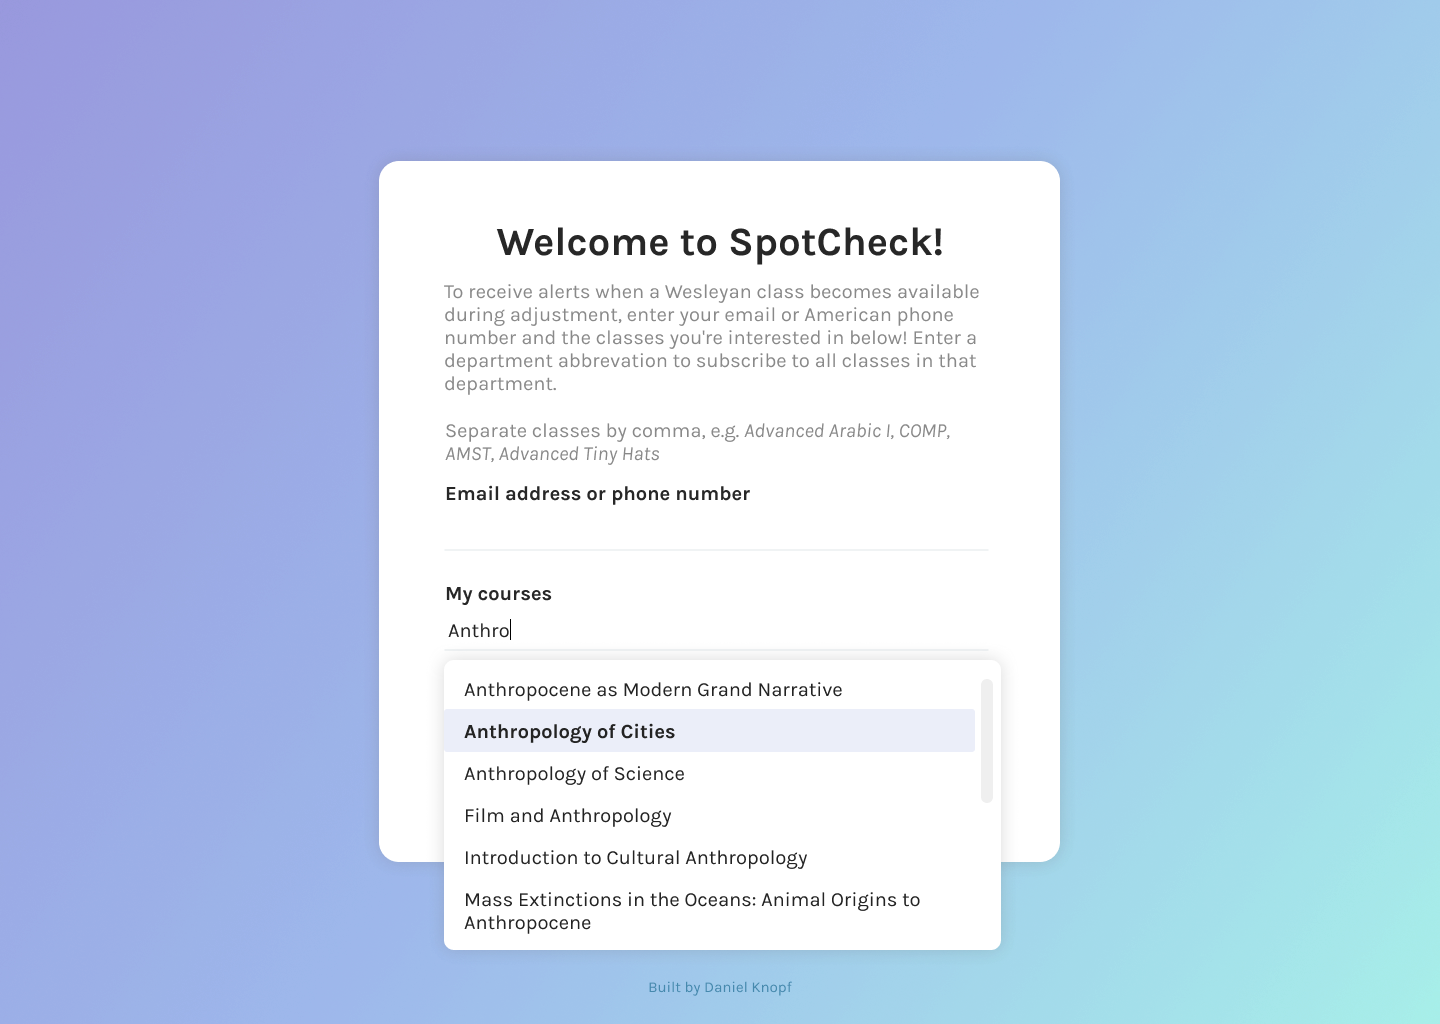 Welcome to SpotCheck!
To receive alerts when a Wesleyan class becomes available
during adjustment, enter your email or American phone
number and the classes you're interested in below! Enter a
department abbrevation to subscribe to all classes in that
department.
Separate classes by comma, e.g. Advanced Arabic I, COMP,
AMST, Advanced Tiny Hats
Email address or phone number
My courses
Anthro
Anthropocene as Modern Grand Narrative
Anthropology of Cities
Anthropology of Science
Film and Anthropology
Introduction to Cultural Anthropology
Mass Extinctions in the Oceans: Animal Origins to
Anthropocene
Built by Daniel Knopf